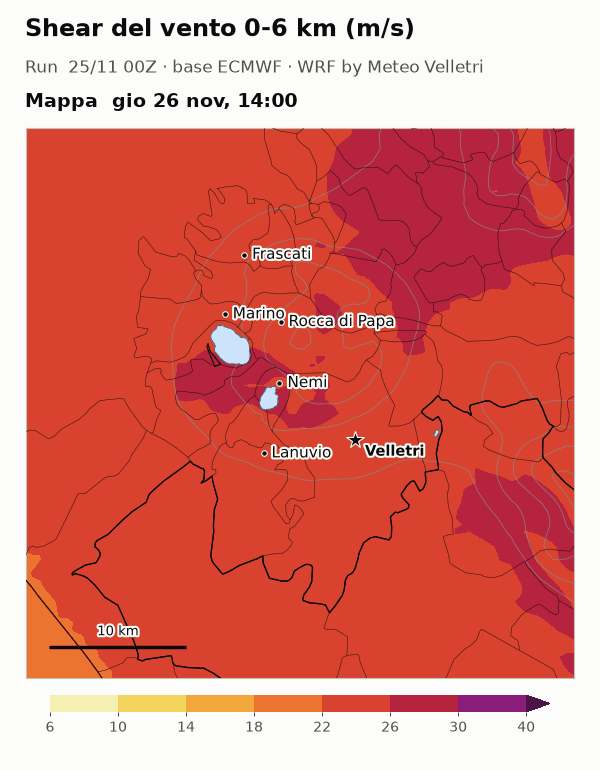 Shear del vento 0-6 km (m/s)
Run  25/11 00Z · base ECMWF · WRF by Meteo Velletri
Mappa  gio 26 nov, 14:00
Frascati
Marino
Rocca di Papa
Nemi
Velletri
Lanuvio
10 km
6 10 14 18 22 26 30 40